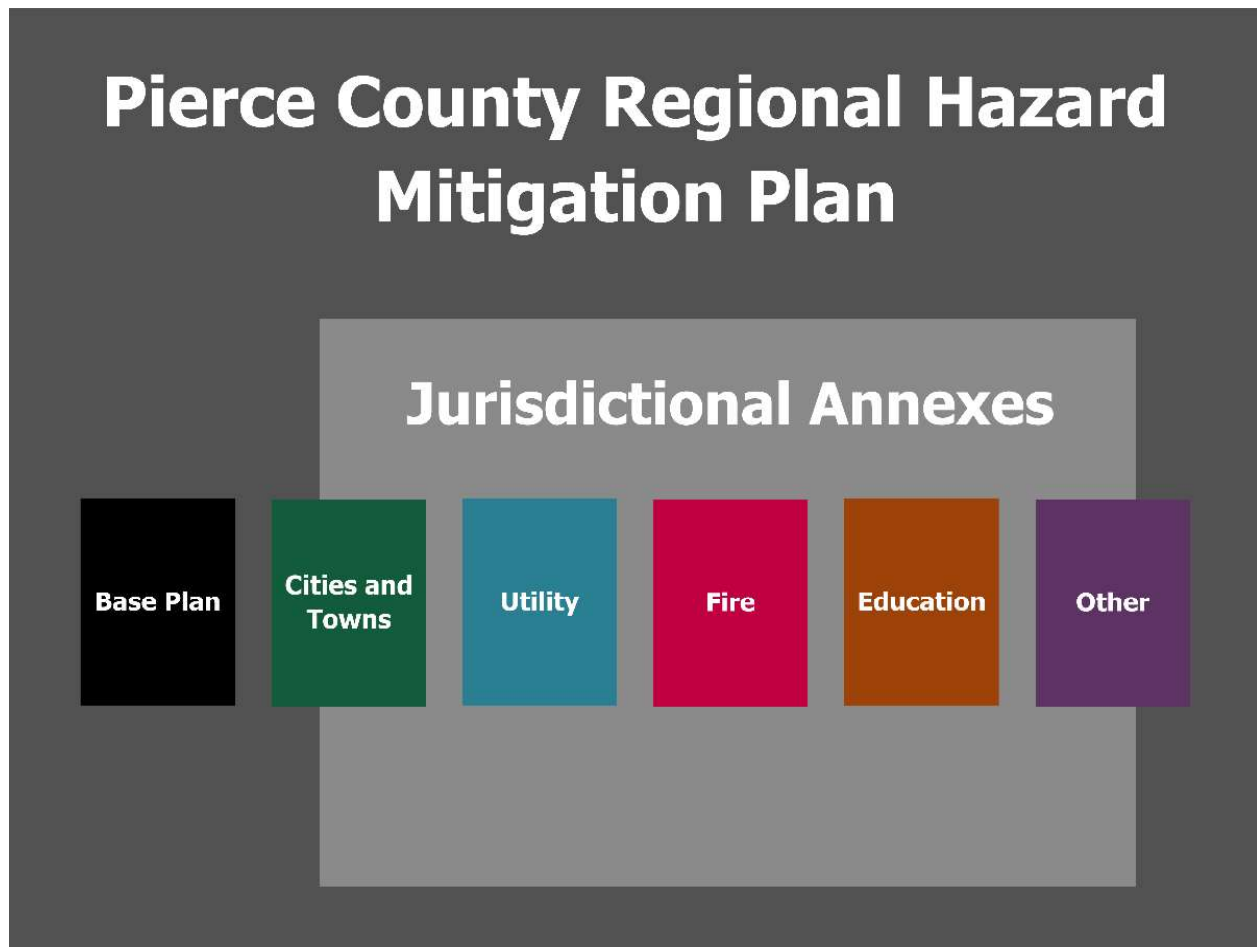 Pierce County Regional Hazard
Mitigation Plan
Jurisdictional Annexes
Base Plan
Cities and
Towns
Utility
Fire
Education
Other